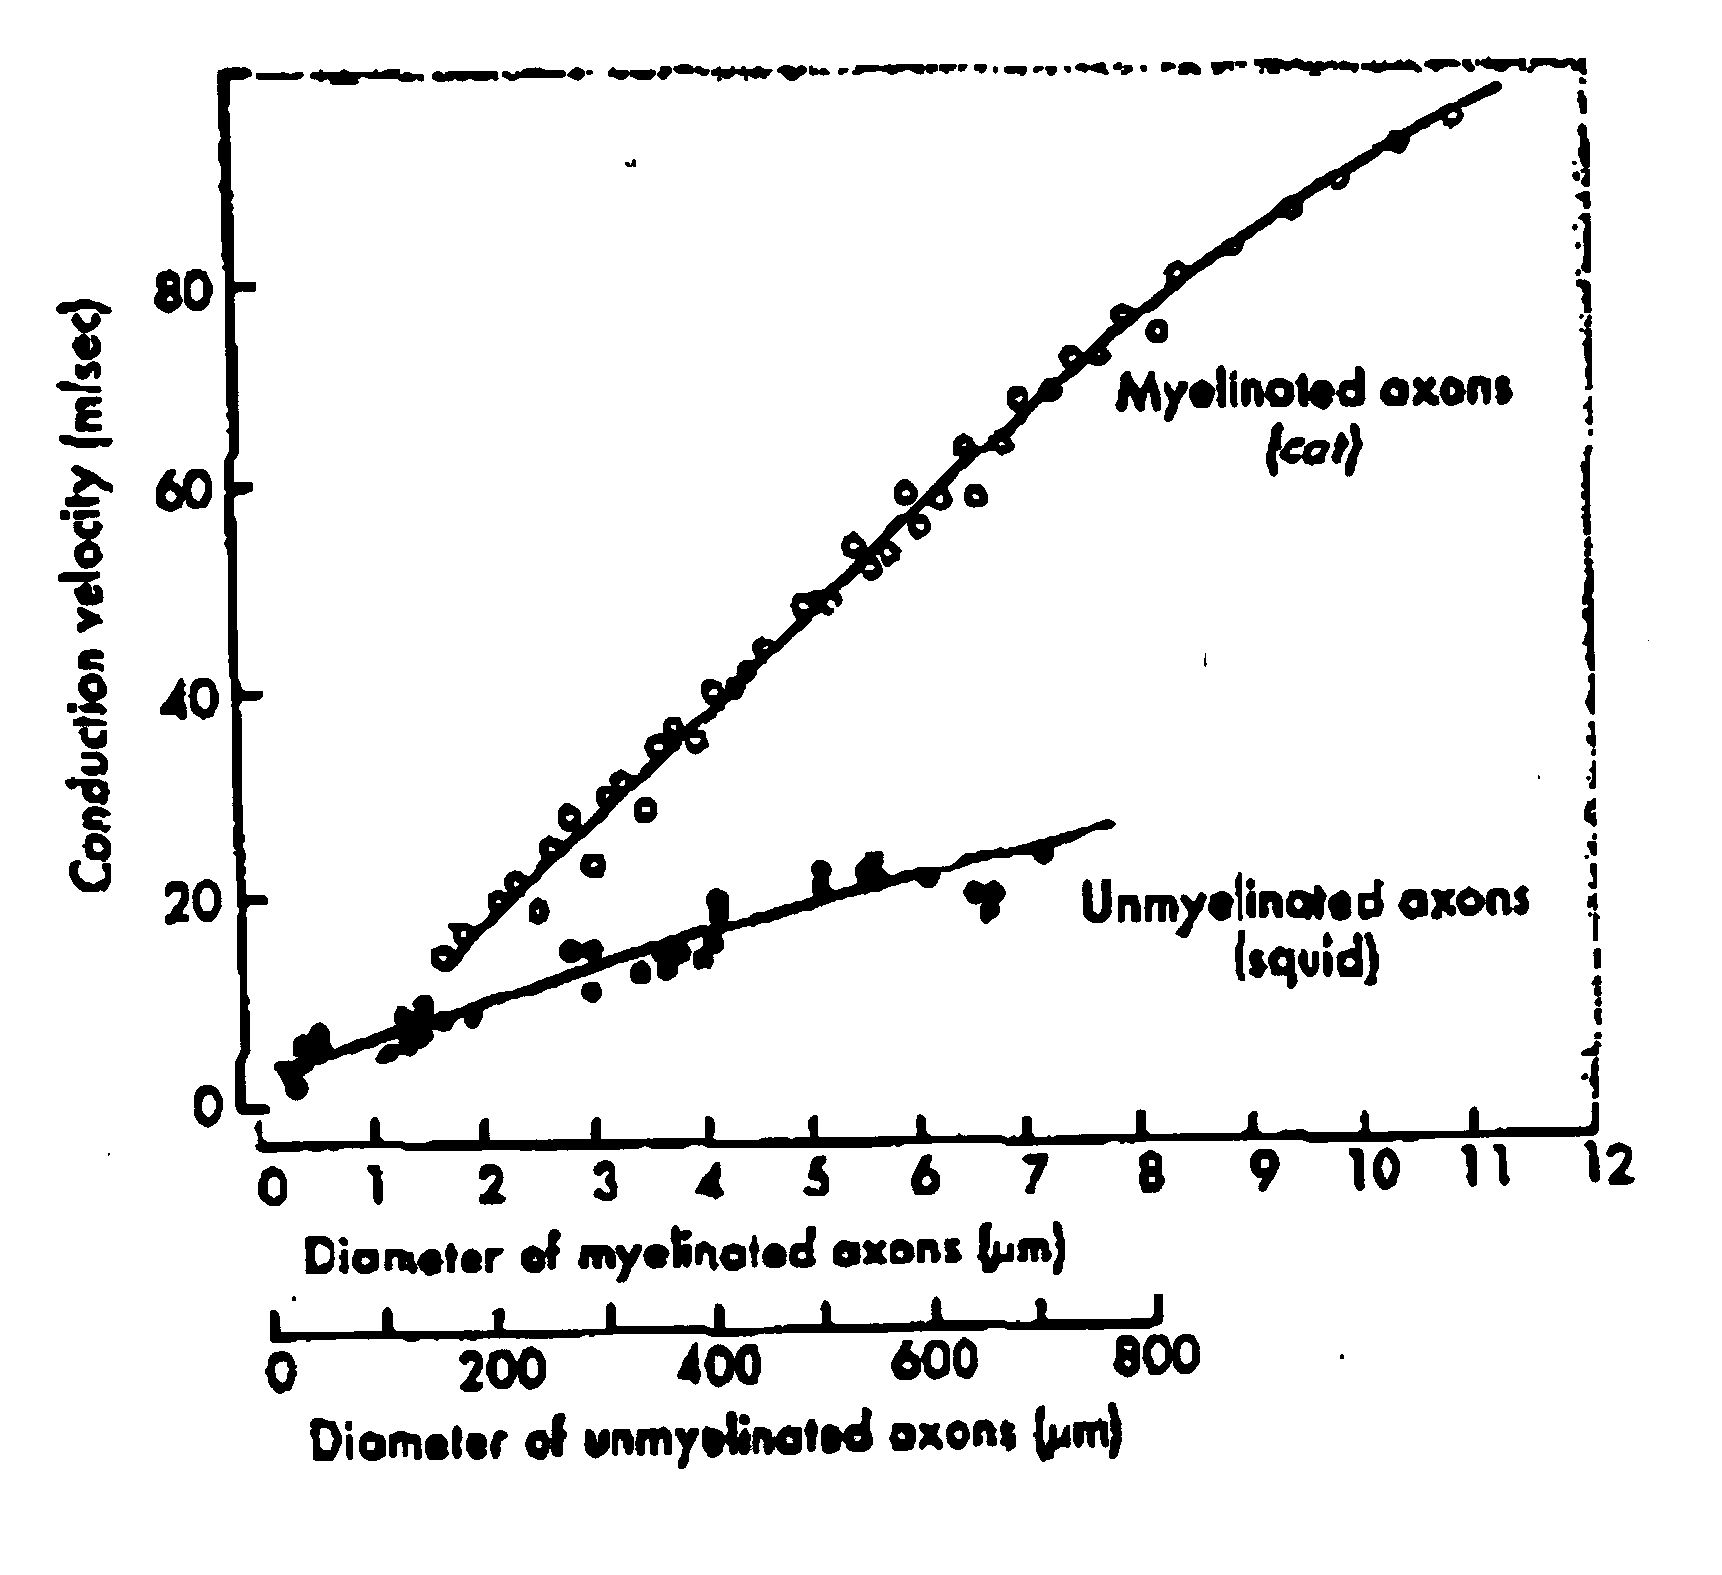 Conduction velocity (m/sec)
80
60
40
20
0
Myelinated axons
(cat)
Unmyelinated axons
(squid)
0 1 2 3 4 5 6 7 8 9 10 11 12
Diameter of myelinated axons (μm)
0 200 400 600 800
Diameter of unmyelinated axons (μm)